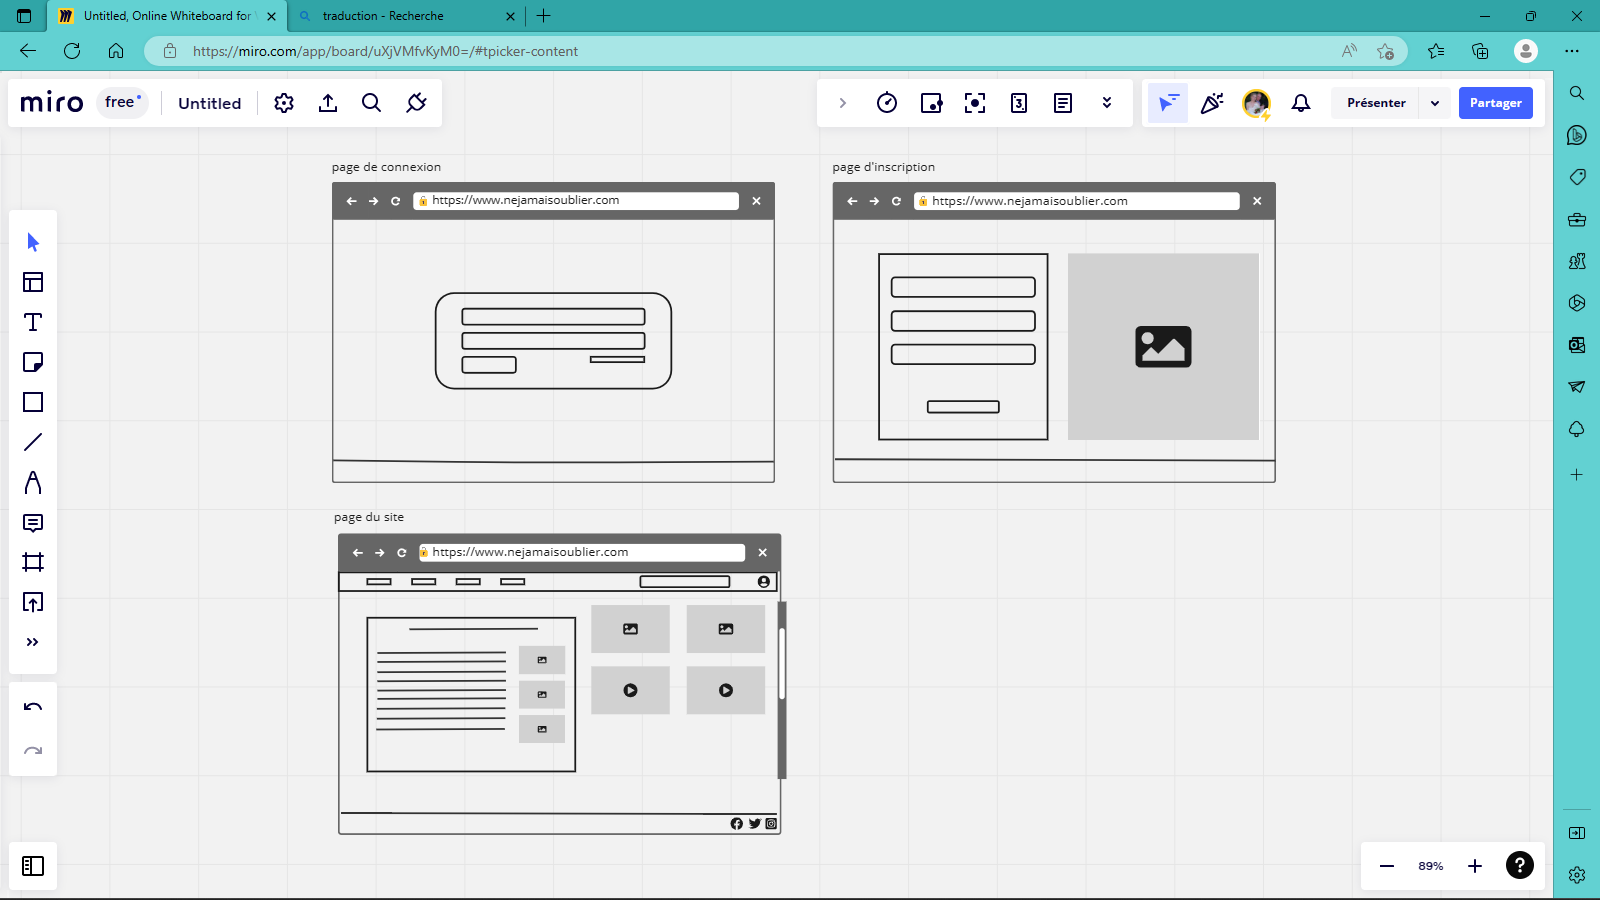 Untitled, Online Whiteboard for
traduction - Recherche
https://miro.com/app/board/uXjVMfvKyM0=/#tpicker-content
miro
free
Untitled
3
Présenter
Partager
page de connexion
https://www.nejamaisoublier.com
page d'inscription
https://www.nejamaisoublier.com
page du site
https://www.nejamaisoublier.com
89%
?